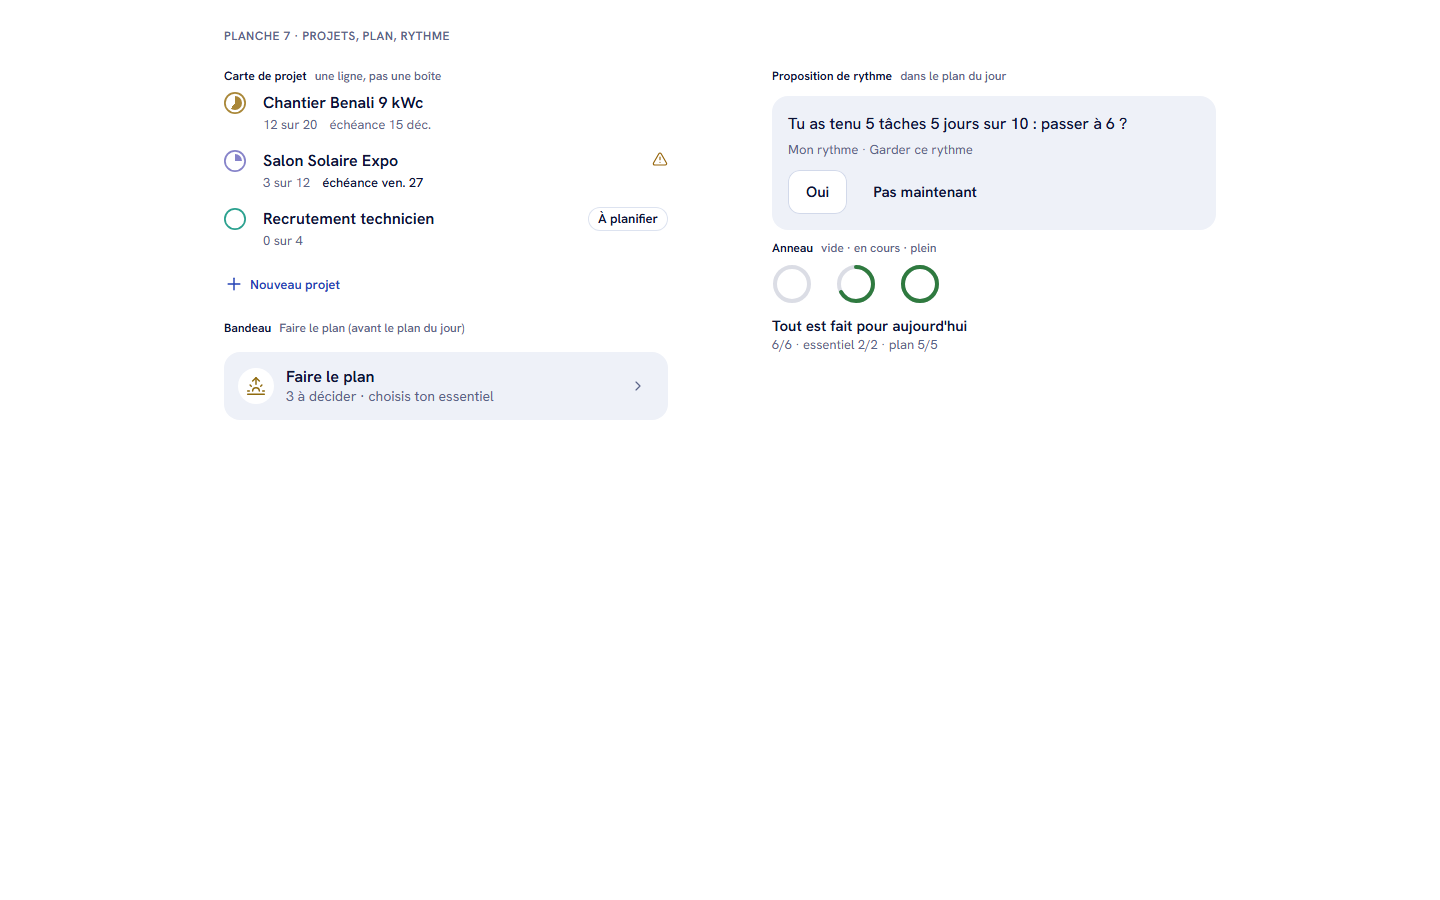 PLANCHE 7 · PROJETS, PLAN, RYTHME
Carte de projet une ligne, pas une boîte
Chantier Benali 9 kWc
12 sur 20 échéance 15 déc.
Salon Solaire Expo
3 sur 12 échéance ven. 27
Recrutement technicien
À planifier
0 sur 4
Nouveau projet
Bandeau Faire le plan (avant le plan du jour)
Faire le plan
3 à décider · choisis ton essentiel
Proposition de rythme dans le plan du jour
Tu as tenu 5 tâches 5 jours sur 10 : passer à 6 ?
Mon rythme · Garder ce rythme
Oui Pas maintenant
Anneau vide · en cours · plein
Tout est fait pour aujourd'hui
6/6 · essentiel 2/2 · plan 5/5